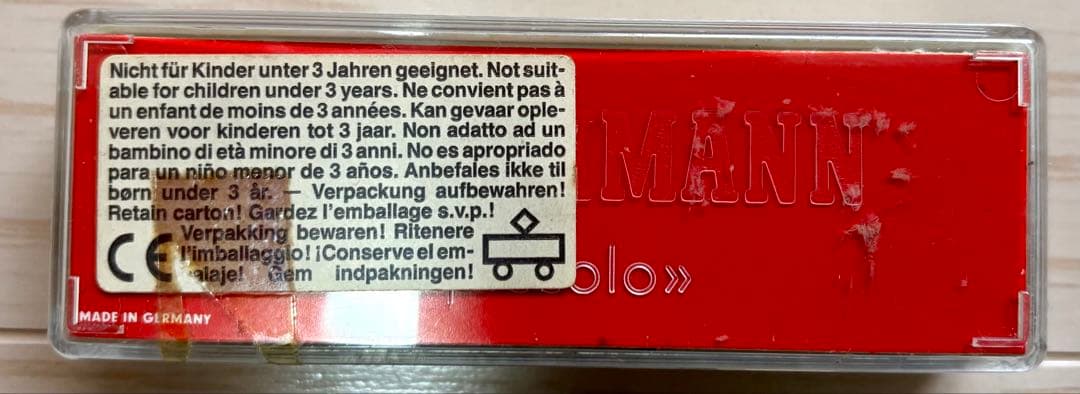 Nicht für Kinder unter 3 Jahren geeignet. Not suit-
able for children under 3 years. Ne convient pas à
un enfant de moins de 3 années. Kan gevaar ople-
veren voor kinderen tot 3 jaar. Non adatto ad un
bambino di età minore di 3 anni. No es apropriado
para un niño menor de 3 años. Anbefales ikke til
børn under 3 år. — Verpackung aufbewahren!
Retain carton! Gardez l'emballage s.v.p.!
Verpakking bewaren! Ritenere
l'imballaggio! ¡Conserve el em-
balaje! Gem indpakningen!
CE
MANN
olo»
MADE IN GERMANY